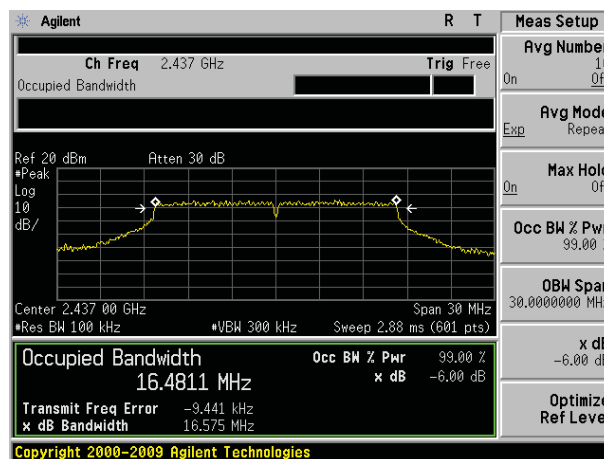 Agilent R T Meas Setup
Ch Freq 2.437 GHz Trig Free
Occupied Bandwidth
Avg Number
On
Avg Mode
Exp
Max Hold
On
Ref 20 dBm Atten 30 dB
#Peak
Log
10
dB/
Occ BW % Pwr
99.00
OBW Span
30.0000000
Center 2.437 00 GHz Span 30 MHz
#Res BW 100 kHz #VBW 300 kHz Sweep 2.88 ms (601 pts)
x dB
-6.00
Optimize
Ref Level
Occupied Bandwidth
16.4811 MHz
Occ BW % Pwr 99.00 %
x dB -6.00 dB
Transmit Freq Error -9.441 kHz
x dB Bandwidth 16.575 MHz
Copyright 2000-2009 Agilent Technologies